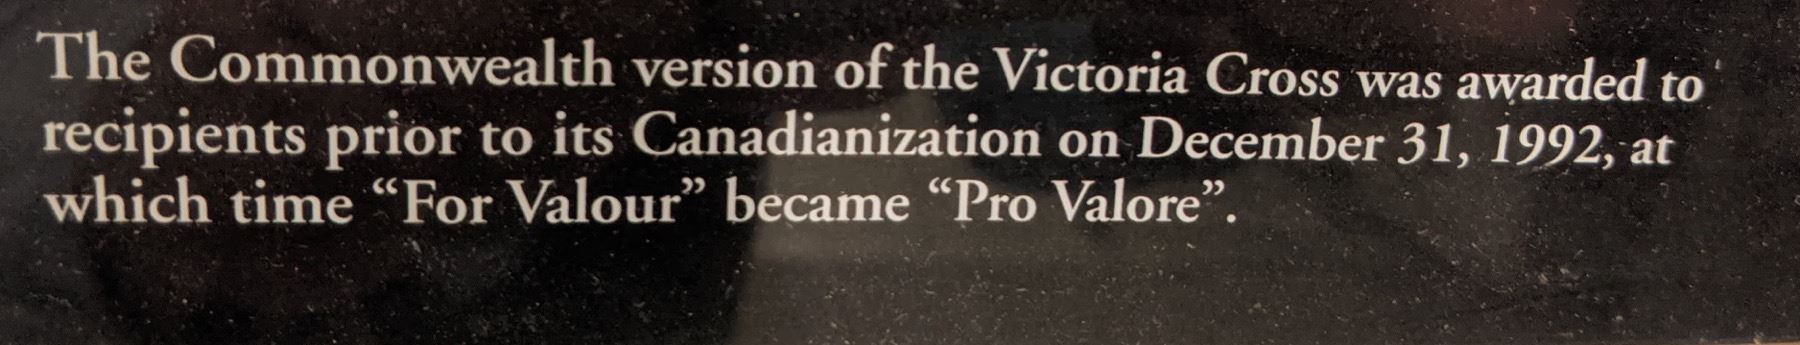 The Commonwealth version of the Victoria Cross was awarded to
recipients prior to its Canadianization on December 31, 1992, at
which time “For Valour” became “Pro Valore”.